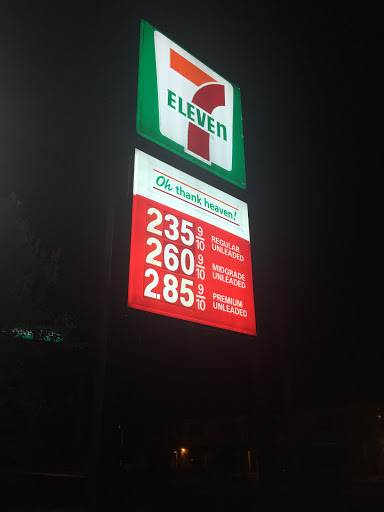 7
ELEVEn
Oh thank heaven!
235 9/10 REGULAR UNLEADED
260 9/10 MIDGRADE UNLEADED
2.85 9/10 PREMIUM UNLEADED